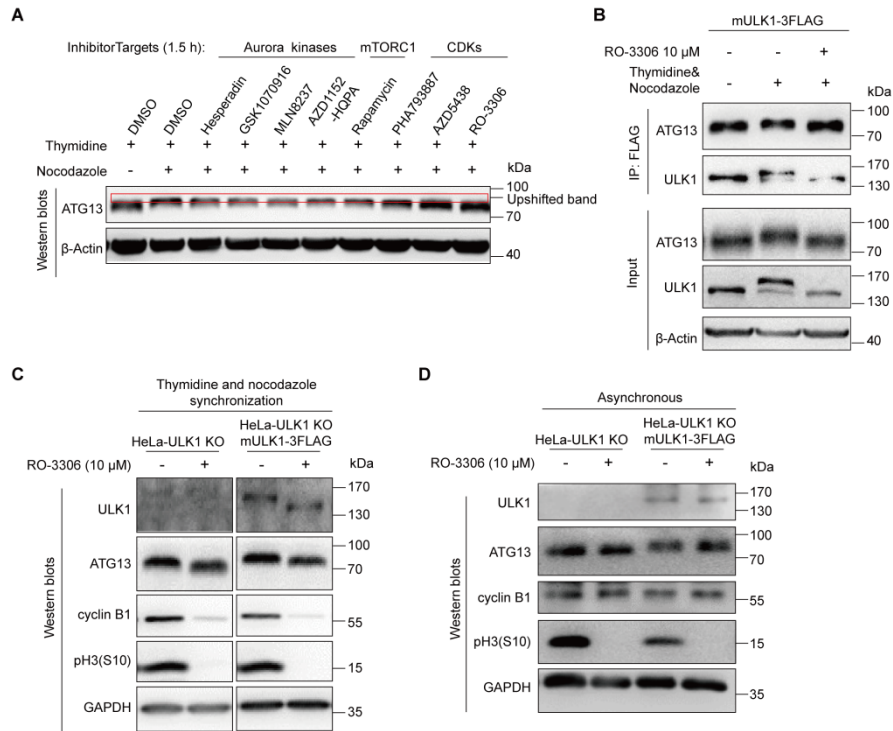 A
InhibitorTargets (1.5 h): Aurora kinases mTORC1 CDKs
DMSO DMSO Hesperadin GSK1070916 MLN8237 AZD1152-HQPA Rapamycin PHA793887 AZD5438 RO-3306
Thymidine + + + + + + + + + +
Nocodazole - + + + + + + + + + kDa
Western blots
ATG13 100 Upshifted band 70
β-Actin 40
B
mULK1-3FLAG
RO-3306 10 μM - - +
Thymidine& Nocodazole - + + kDa
IP: FLAG
ATG13 100 70
ULK1 170 130
Input
ATG13 100 70
ULK1 170 130
β-Actin 40
C
Thymidine and nocodazole
synchronization
HeLa-ULK1 KO HeLa-ULK1 KO mULK1-3FLAG
RO-3306 (10 μM) - + - + kDa
Western blots
ULK1 170 130
ATG13 100 70
cyclin B1 55
pH3(S10) 15
GAPDH 35
D
Asynchronous
HeLa-ULK1 KO HeLa-ULK1 KO mULK1-3FLAG
RO-3306 (10 μM) - + - + kDa
Western blots
ULK1 170 130
ATG13 100 70
cyclin B1 55
pH3(S10) 15
GAPDH 35